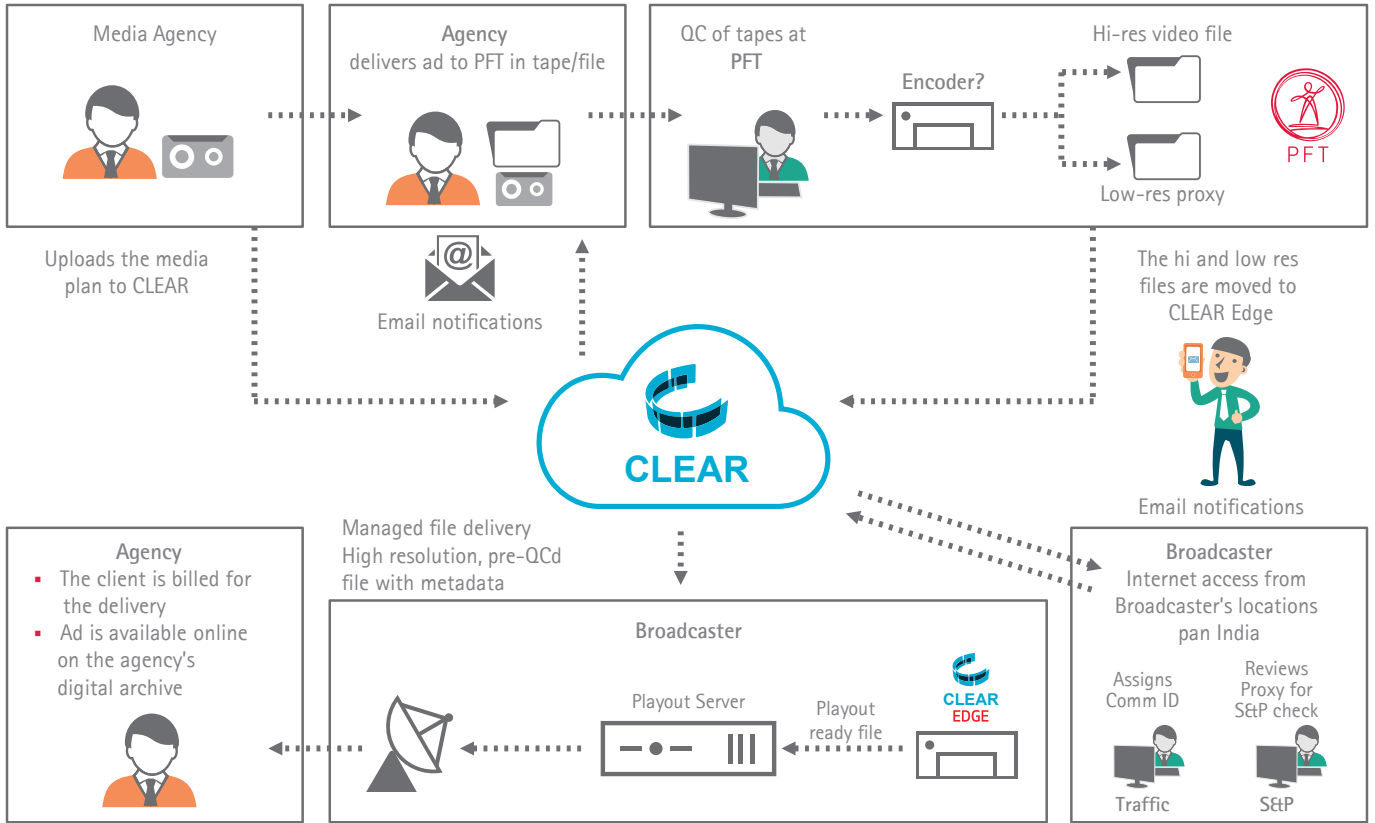 Media Agency
Agency
delivers ad to PFT in tape/file
QC of tapes at
PFT
Encoder?
Hi-res video file
Low-res proxy
PFT
Uploads the media
plan to CLEAR
@
Email notifications
The hi and low res
files are moved to
CLEAR Edge
Email notifications
CLEAR
Managed file delivery
High resolution, pre-QCd
file with metadata
Agency
▪ The client is billed for
the delivery
▪ Ad is available online
on the agency's
digital archive
Broadcaster
Playout Server
Playout
ready file
CLEAR
EDGE
Broadcaster
Internet access from
Broadcaster's locations
pan India
Assigns
Comm ID
Traffic
Reviews
Proxy for
S&P check
S&P